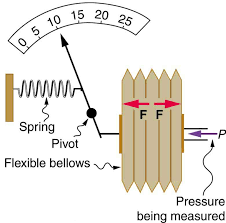 0 5 10 15 20 25
F F
P
Spring
Pivot
Flexible bellows
Pressure
being measured